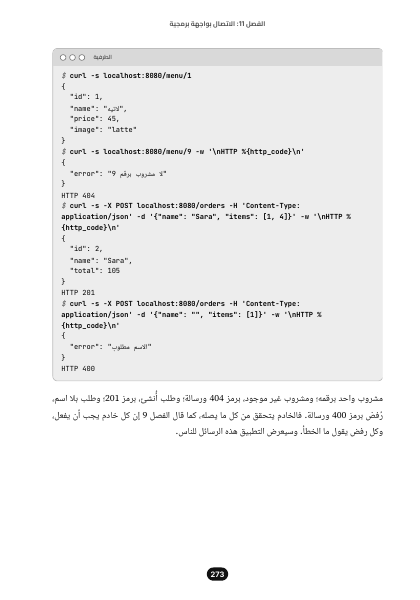 الفصل 11: الاتصال بواجهة برمجية
الطرفية
$ curl -s localhost:8080/menu/1
{
"id": 1,
"name": "لاتيه",
"price": 45,
"image": "latte"
}
$ curl -s localhost:8080/menu/9 -w '\nHTTP %{http_code}\n'
{
"error": "لا مشروب برقم 9"
}
HTTP 404
$ curl -s -X POST localhost:8080/orders -H 'Content-Type:
application/json' -d '{"name": "Sara", "items": [1, 4]}' -w '\nHTTP %
{http_code}\n'
{
"id": 2,
"name": "Sara",
"total": 105
}
HTTP 201
$ curl -s -X POST localhost:8080/orders -H 'Content-Type:
application/json' -d '{"name": "", "items": [1]}' -w '\nHTTP %
{http_code}\n'
{
"error": "الاسم مطلوب"
}
HTTP 400
مشروب واحد برقمه؛ ومشروب غير موجود، برمز 404 ورسالة؛ وطلب أُنشئ، برمز 201؛ وطلب بلا اسم،
رُفض برمز 400 ورسالة. فالخادم يتحقق من كل ما يصله، كما قال الفصل 9 إن كل خادم يجب أن يفعل،
وكل رفض يقول ما الخطأ. وسيعرض التطبيق هذه الرسائل للناس.
273